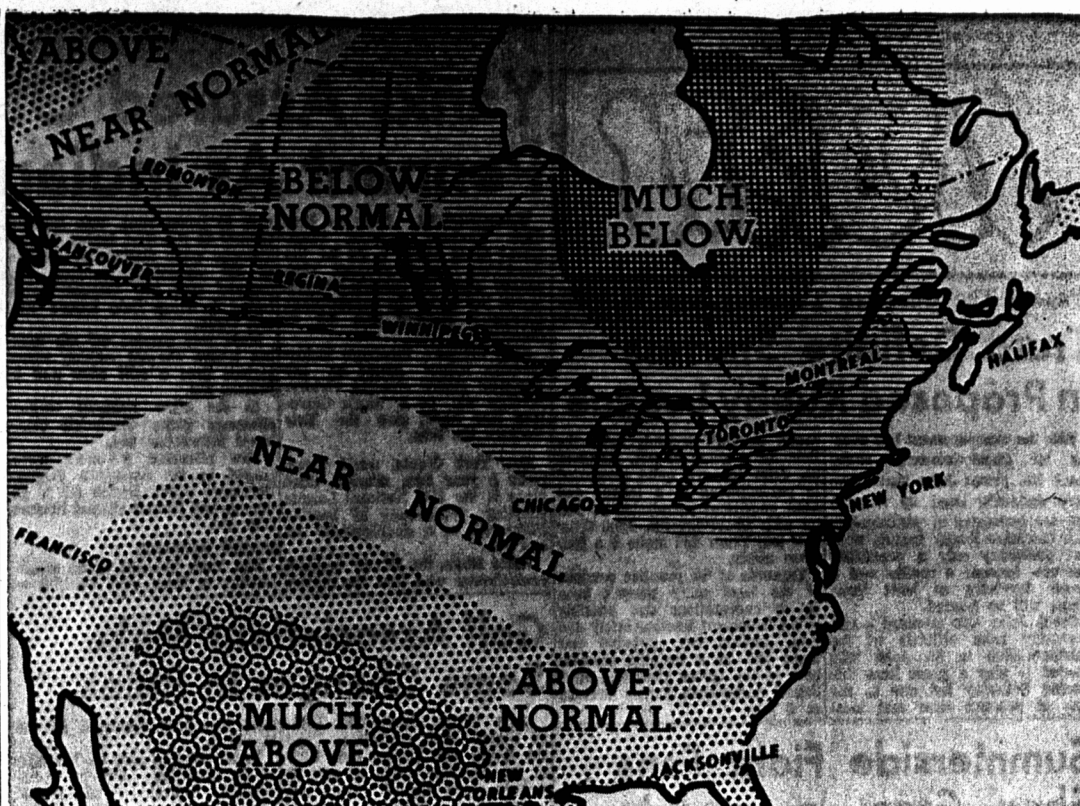 ABOVE
NEAR NORMAL
EDMONTON
BELOW
NORMAL
MUCH
BELOW
VANCOUVER
REGINA
WINNIPEG
MONTREAL
HALIFAX
TORONTO
NEAR NORMAL
CHICAGO
NEW YORK
FRANCISCO
ABOVE
NORMAL
MUCH
ABOVE
JACKSONVILLE
NEW
ORLEANS